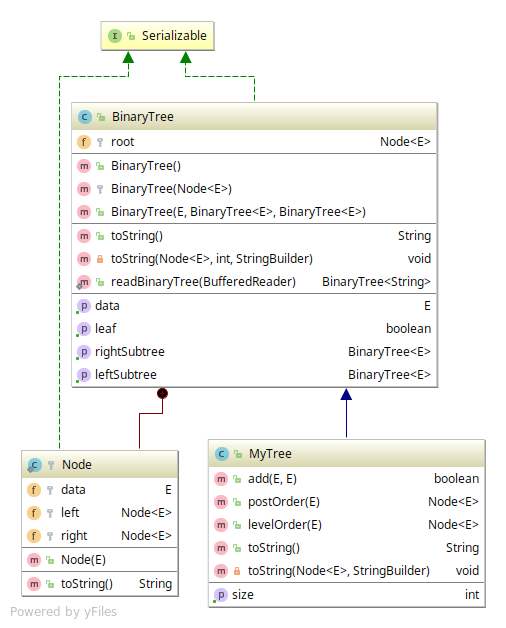 I Serializable
C BinaryTree
f root Node<E>
m BinaryTree()
m BinaryTree(Node<E>)
m BinaryTree(E, BinaryTree<E>, BinaryTree<E>)
m toString() String
m toString(Node<E>, int, StringBuilder) void
m readBinaryTree(BufferedReader) BinaryTree<String>
p data E
p leaf boolean
p rightSubtree BinaryTree<E>
p leftSubtree BinaryTree<E>
C Node
f data E
f left Node<E>
f right Node<E>
m Node(E)
m toString() String
C MyTree
m add(E, E) boolean
m postOrder(E) Node<E>
m levelOrder(E) Node<E>
m toString() String
m toString(Node<E>, StringBuilder) void
p size int
Powered by yFiles